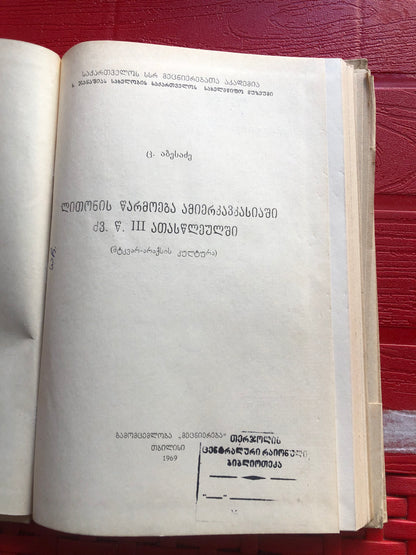 საქართველოს სსრ მეცნიერებათა აკადემია
ს. ჯანაშიას სახელობის საქართველოს სახელმწიფო მუზეუმი
ც. აბესაძე
ლითონის წარმოება ამიერკავკასიაში
ძვ. წ. III ათასწლეულში
(მტკვარ-არაქსის კულტურა)
გამომცემლობა „მეცნიერება"
თბილისი
1969
თერჯოლის
ცენტრალური რაიონული
ბიბლიოთეკა